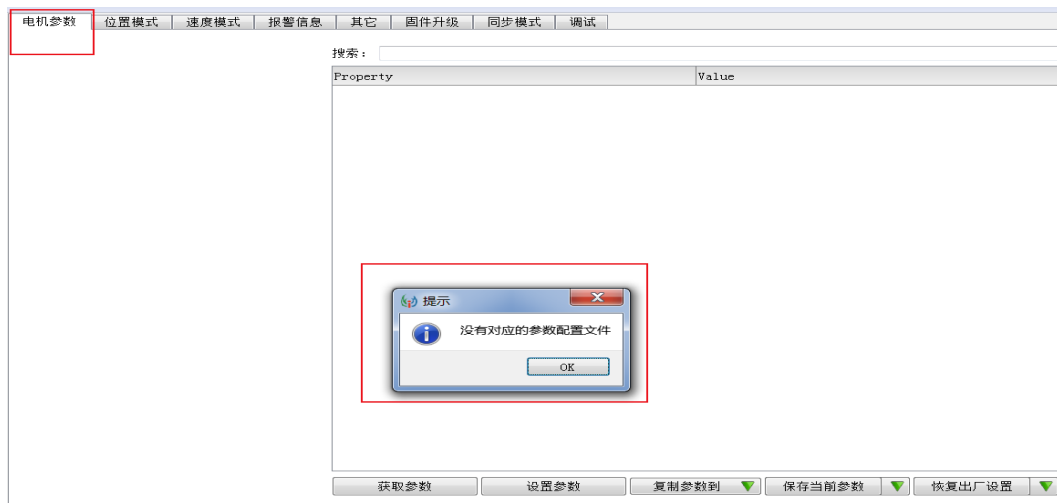 电机参数 位置模式 速度模式 报警信息 其它 固件升级 同步模式 调试
搜索：
Property Value
提示
没有对应的参数配置文件
OK
获取参数 设置参数 复制参数到 保存当前参数 恢复出厂设置